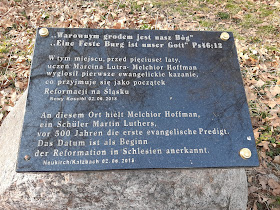 „Warownym grodem jest nasz Bóg"
„Eine Feste Burg ist unser Gott" Ps46:12
W tym miejscu, przed pięciuset laty,
uczeń Marcina Lutra- Melchior Hoffman
wygłosił pierwsze ewangelickie kazanie,
co przyjmuje się jako początek
Reformacji na Śląsku
Nowy Kościół 02.06.2018
An diesem Ort hielt Melchior Hoffman,
ein Schüler Martin Luthers,
vor 500 Jahren die erste evangelische Predigt.
Das Datum ist als Beginn
der Reformation in Schlesien anerkannt.
Neukirch/Katzbach 02.06.2018